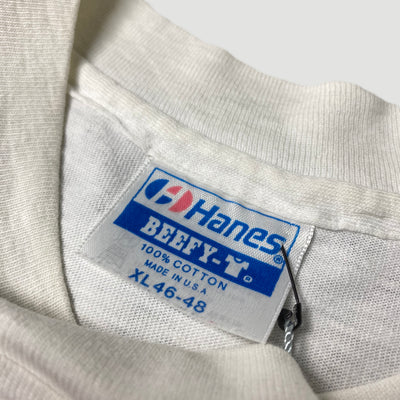 Hanes®
BEEFY-T®
100% COTTON
MADE IN U.S.A
XL 46-48